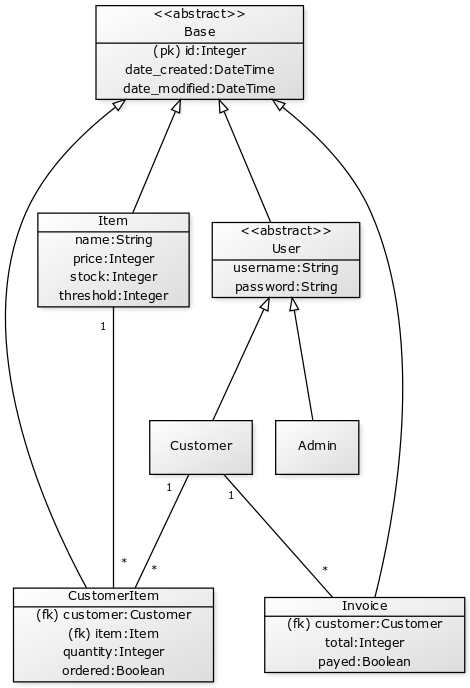 <<abstract>>
Base
(pk) id:Integer
date_created:DateTime
date_modified:DateTime
Item
name:String
price:Integer
stock:Integer
threshold:Integer
<<abstract>>
User
username:String
password:String
1
Customer
Admin
1
1
*
*
*
CustomerItem
(fk) customer:Customer
(fk) item:Item
quantity:Integer
ordered:Boolean
Invoice
(fk) customer:Customer
total:Integer
payed:Boolean